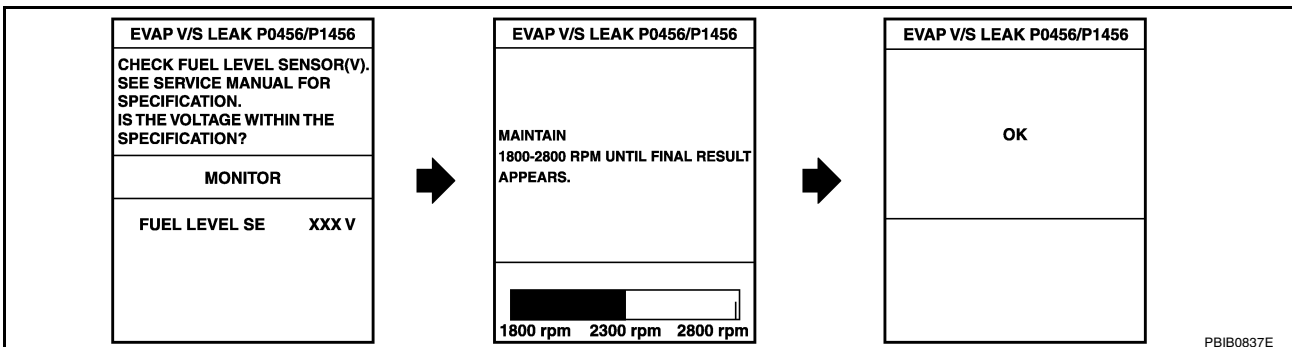 EVAP V/S LEAK P0456/P1456
CHECK FUEL LEVEL SENSOR(V).
SEE SERVICE MANUAL FOR
SPECIFICATION.
IS THE VOLTAGE WITHIN THE
SPECIFICATION?
MONITOR
FUEL LEVEL SE XXX V
EVAP V/S LEAK P0456/P1456
MAINTAIN
1800-2800 RPM UNTIL FINAL RESULT
APPEARS.
1800 rpm 2300 rpm 2800 rpm
EVAP V/S LEAK P0456/P1456
OK
PBIB0837E